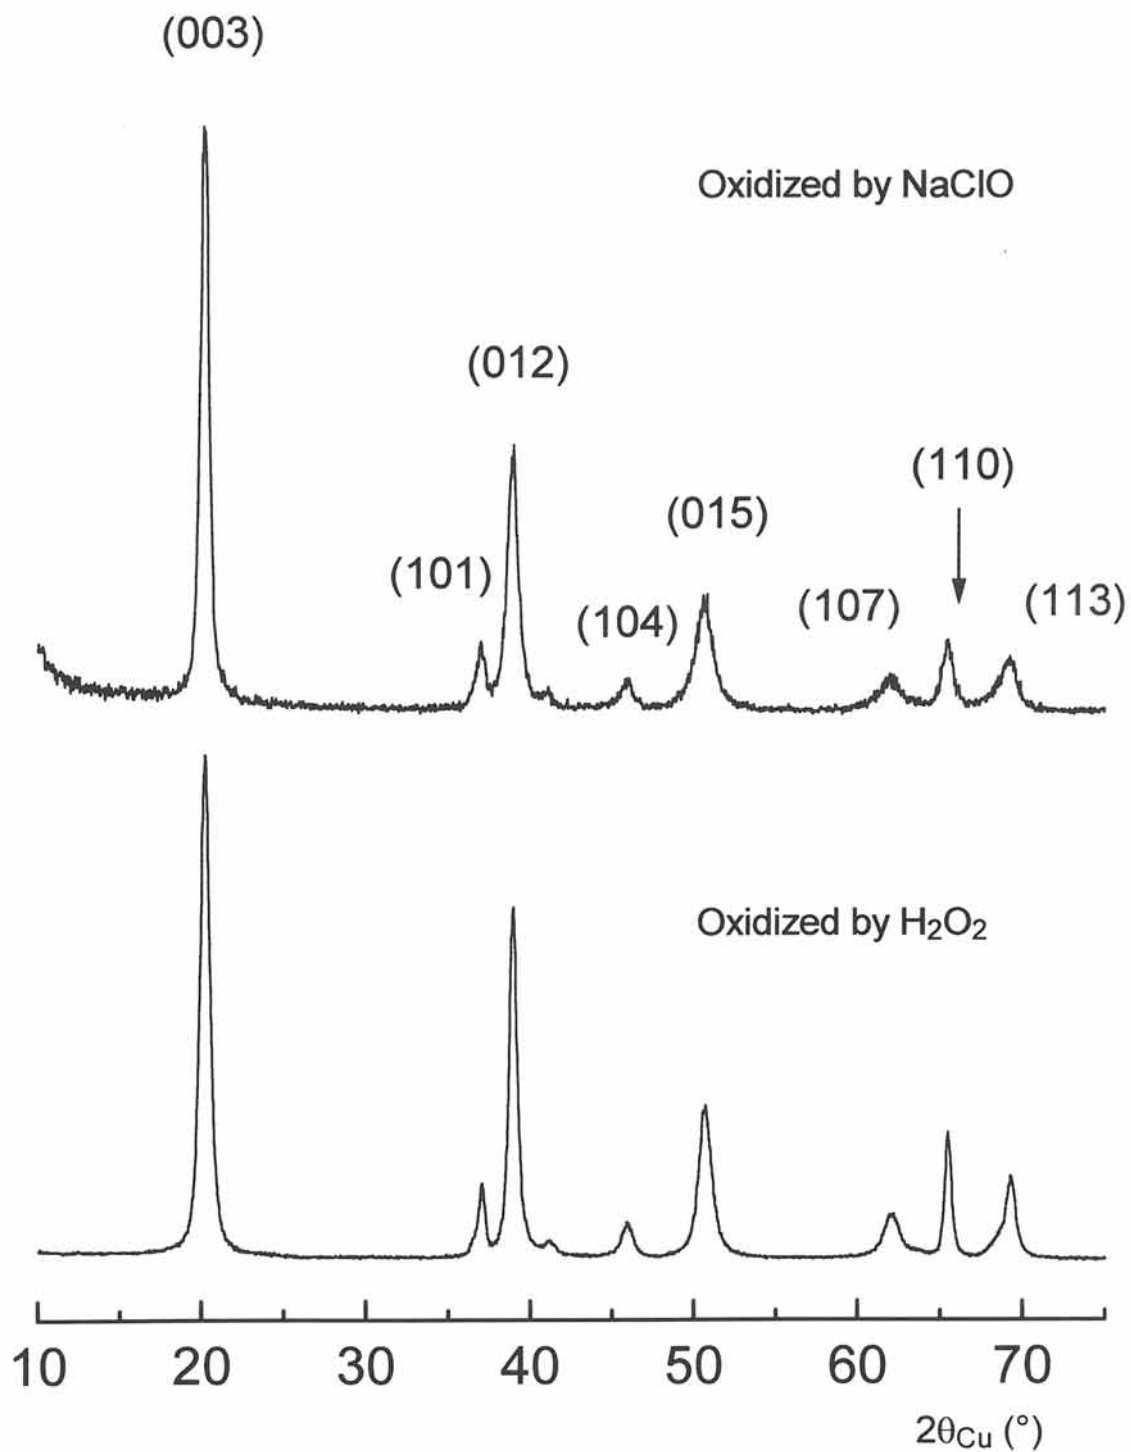 (003)
Oxidized by NaClO
(012)
(110)
(015)
(101)
(104)
(107)
(113)
Oxidized by H₂O₂
10 20 30 40 50 60 70
2θCu (°)